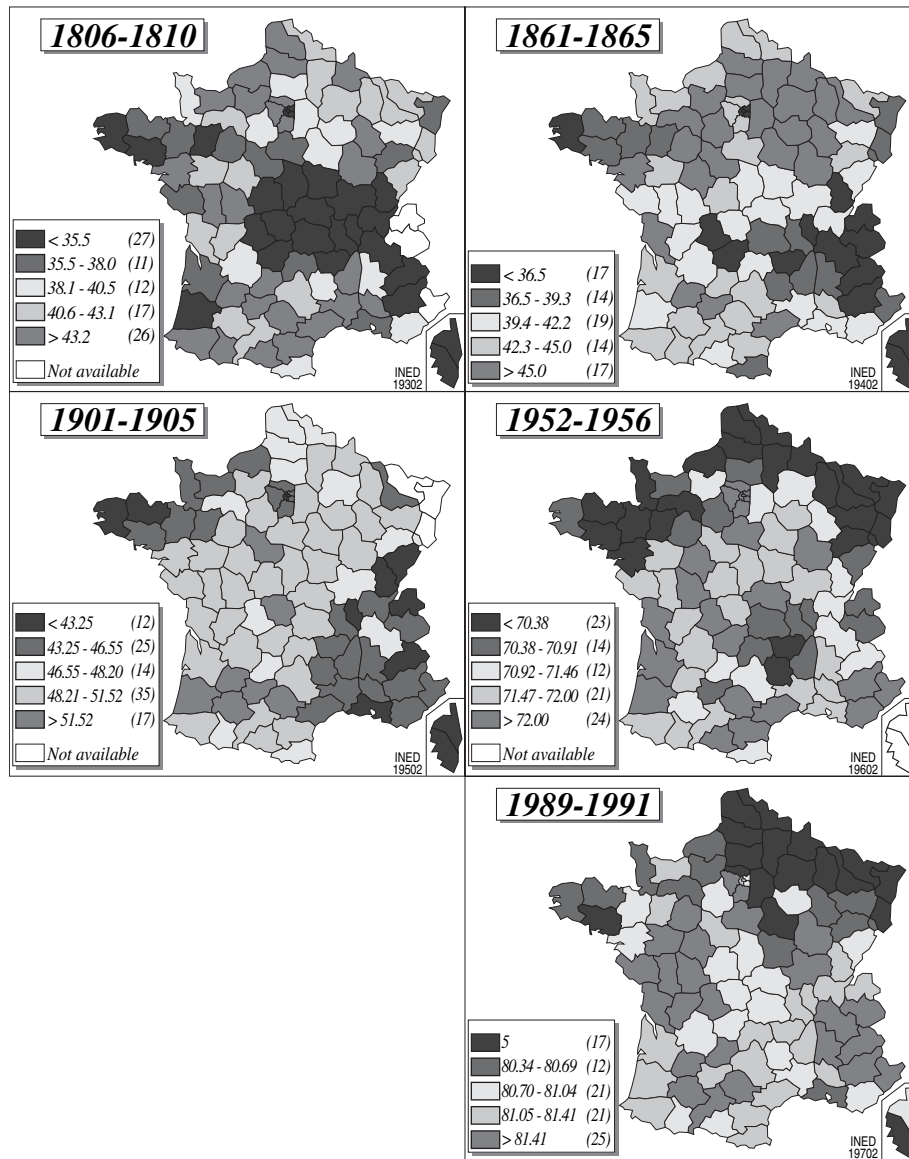 1806-1810
< 35.5 (27)
35.5 - 38.0 (11)
38.1 - 40.5 (12)
40.6 - 43.1 (17)
> 43.2 (26)
Not available
INED
19302
1861-1865
< 36.5 (17
36.5 - 39.3 (14)
39.4 - 42.2 (19)
42.3 - 45.0 (14)
> 45.0 (17)
INED
19402
1901-1905
< 43.25 (12)
43.25 - 46.55 (25)
46.55 - 48.20 (14)
48.21 - 51.52 (35)
> 51.52 (17)
Not available
INED
19502
1952-1956
< 70.38 (23)
70.38 - 70.91 (14)
70.92 - 71.46 (12)
71.47 - 72.00 (21)
> 72.00 (24)
Not available
INED
19602
1989-1991
5 (17)
80.34 - 80.69 (12)
80.70 - 81.04 (21)
81.05 - 81.41 (21)
> 81.41 (25)
INED
19702